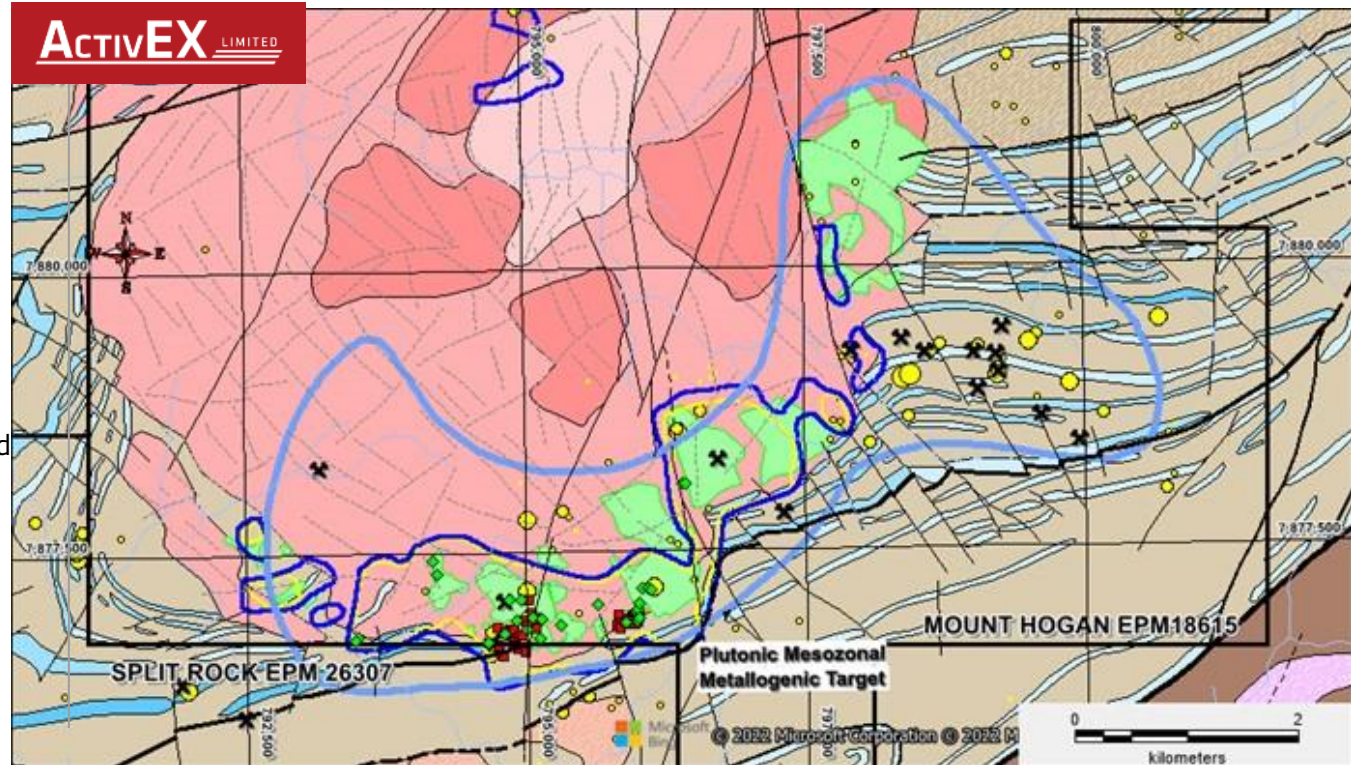 ACTIVEX LIMITED
795,000
797,500
800,000
N
W E
S
7,880,000
7,880,000
d
7,877,500
7,877,500
MOUNT HOGAN EPM18615
SPLIT ROCK EPM 26307
Plutonic Mesozonal
Metallogenic Target
792,500
795,000
Microsoft
Bing
© 2022 Microsoft Corporation © 2022 M
0 2
kilometers